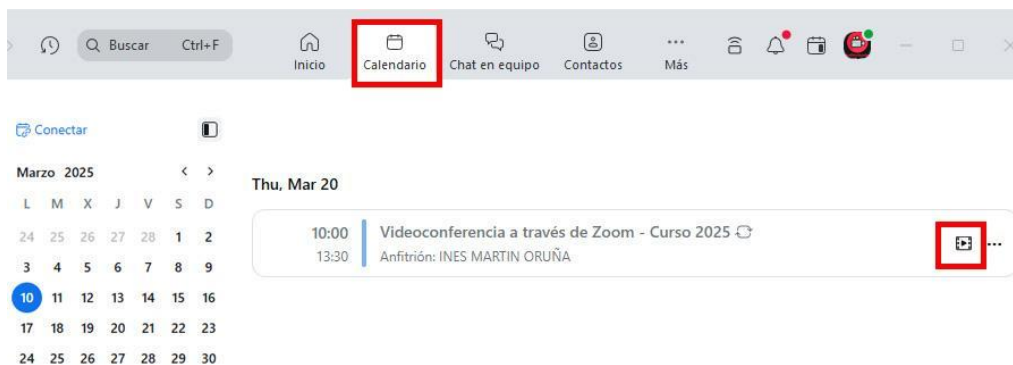 Buscar Ctrl+F
Inicio Calendario Chat en equipo Contactos Más
Conectar
Marzo 2025
L M X J V S D
24 25 26 27 28 1 2
3 4 5 6 7 8 9
10 11 12 13 14 15 16
17 18 19 20 21 22 23
24 25 26 27 28 29 30
Thu, Mar 20
10:00 Videoconferencia a través de Zoom - Curso 2025
13:30 Anfitrión: INES MARTIN ORUÑA